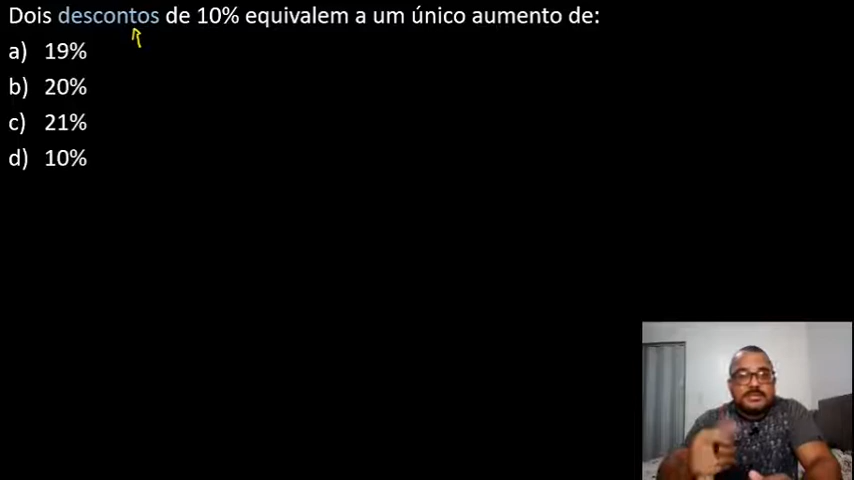 Dois descontos de 10% equivalem a um único aumento de:
a) 19%
b) 20%
c) 21%
d) 10%